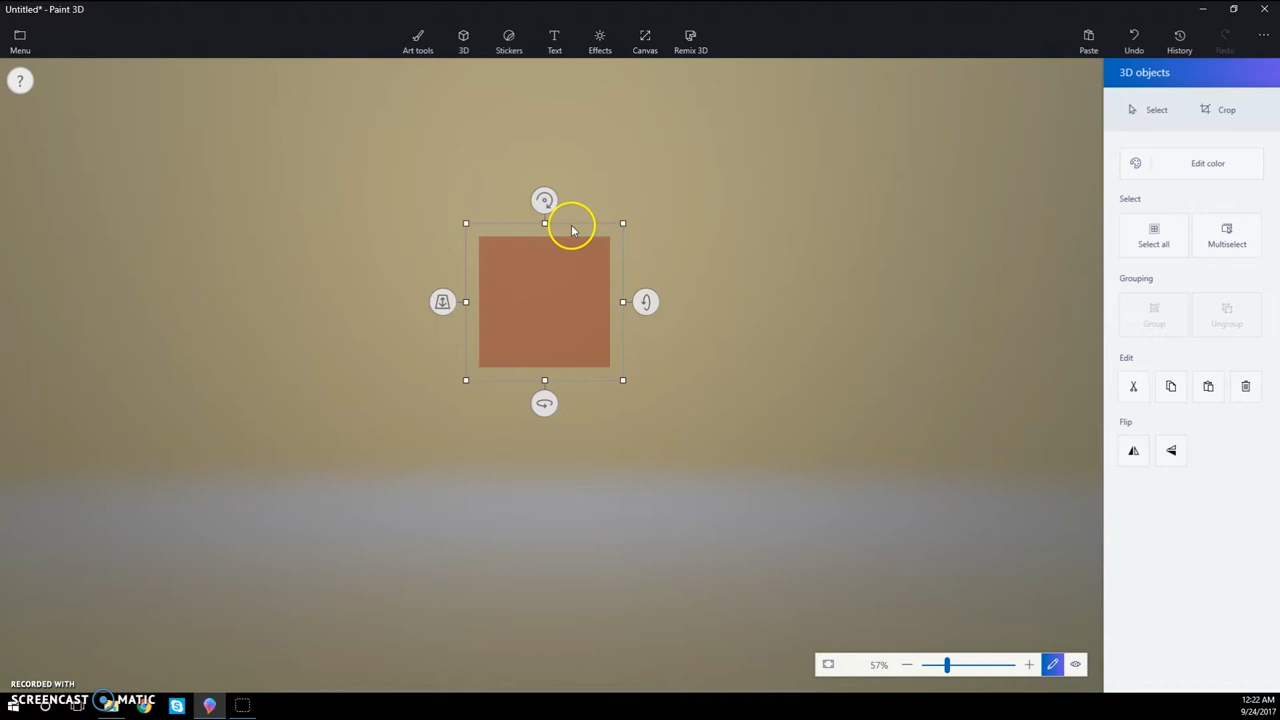 Untitled* - Paint 3D
Menu
Art tools
3D
Stickers
Text
Effects
Canvas
Remix 3D
Paste
Undo
History
Redo
?
3D objects
Select
Crop
Edit color
Select
Select all
Multiselect
Grouping
Group
Ungroup
Edit
Flip
57%
RECORDED WITH
SCREENCAST MATIC
12:22 AM
9/24/2017